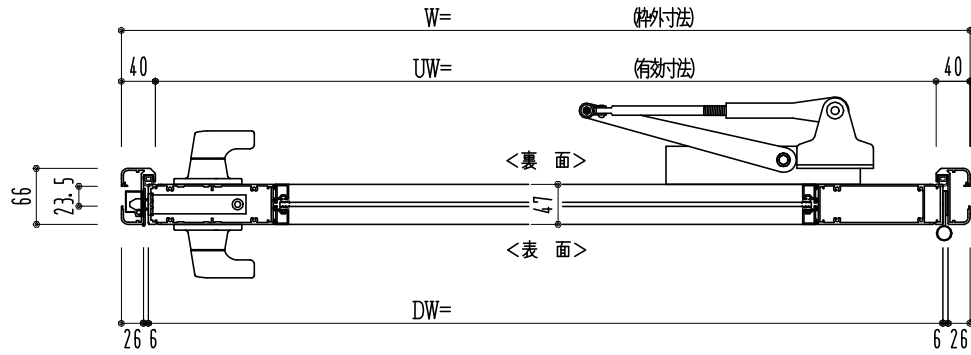 W= (枠外寸法)
40 UW= (有効寸法) 40
<裏 面>
66
23.5
47
<表 面>
DW=
26 6 6 26